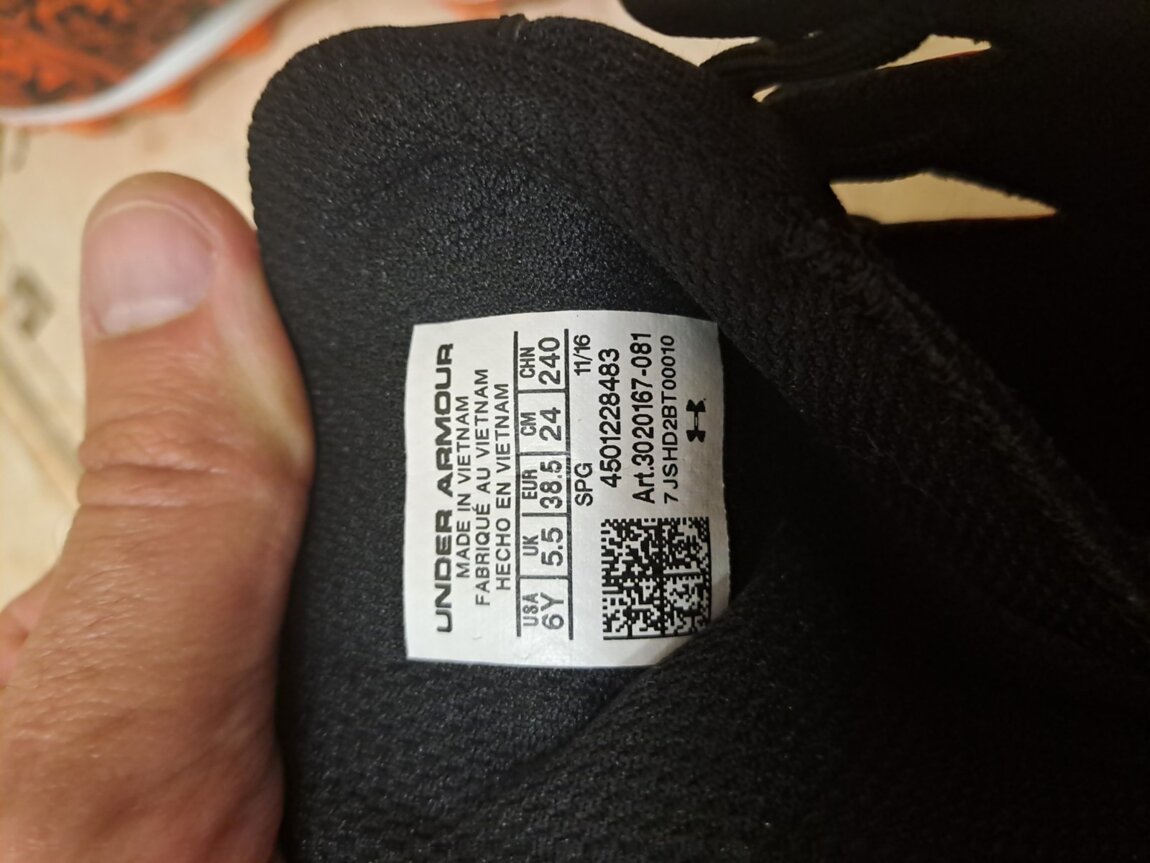 UNDER ARMOUR
MADE IN VIETNAM
FABRIQUÉ AU VIETNAM
HECHO EN VIETNAM
USA UK EUR CM CHN
6Y 5.5 38.5 24 240
SPG 11/16
4501228483
Art.3020167-081
7JSHD2BT00010